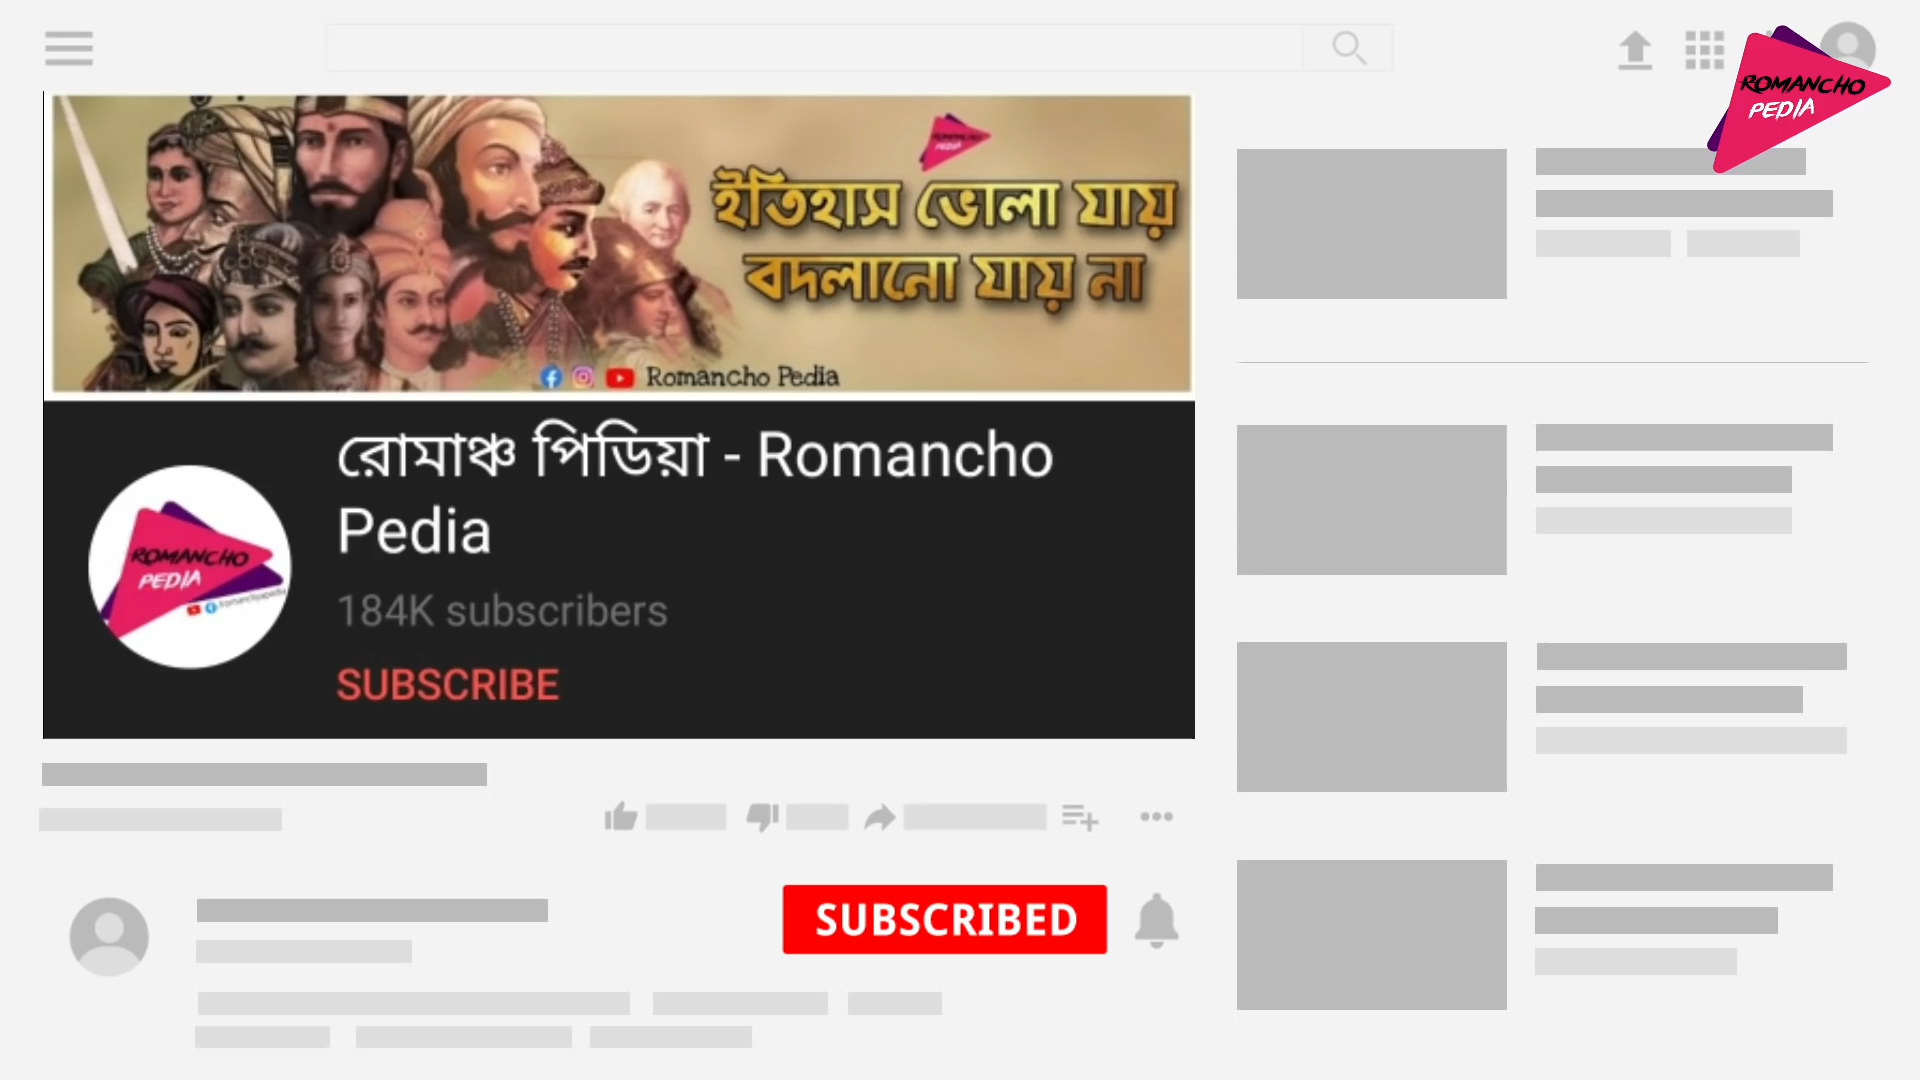 ROMANCHO
PEDIA
ইতিহাস ভোলা যায়
বদলানো যায় না
Romancho Pedia
রোমাঞ্চ পিডিয়া - Romancho
Pedia
184K subscribers
SUBSCRIBE
ROMANCHO
PEDIA
SUBSCRIBED